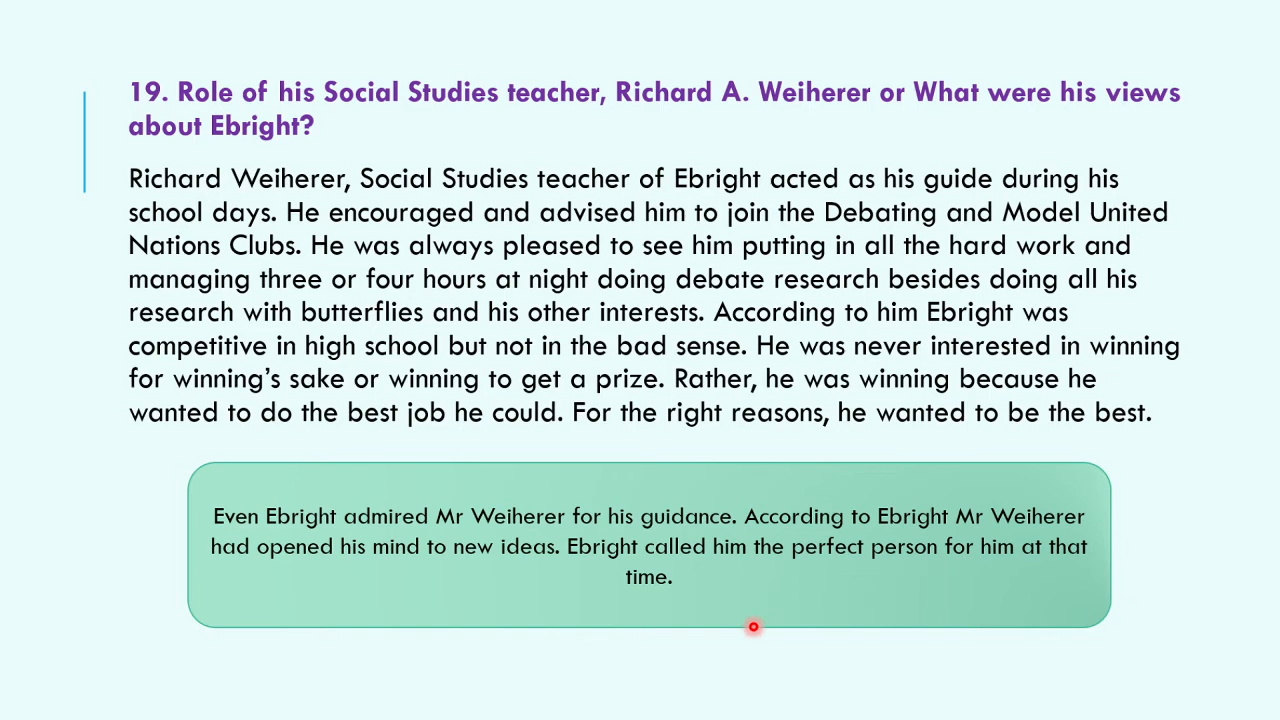 19. Role of his Social Studies teacher, Richard A. Weiherer or What were his views
about Ebright?
Richard Weiherer, Social Studies teacher of Ebright acted as his guide during his
school days. He encouraged and advised him to join the Debating and Model United
Nations Clubs. He was always pleased to see him putting in all the hard work and
managing three or four hours at night doing debate research besides doing all his
research with butterflies and his other interests. According to him Ebright was
competitive in high school but not in the bad sense. He was never interested in winning
for winning’s sake or winning to get a prize. Rather, he was winning because he
wanted to do the best job he could. For the right reasons, he wanted to be the best.
Even Ebright admired Mr Weiherer for his guidance. According to Ebright Mr Weiherer
had opened his mind to new ideas. Ebright called him the perfect person for him at that
time.